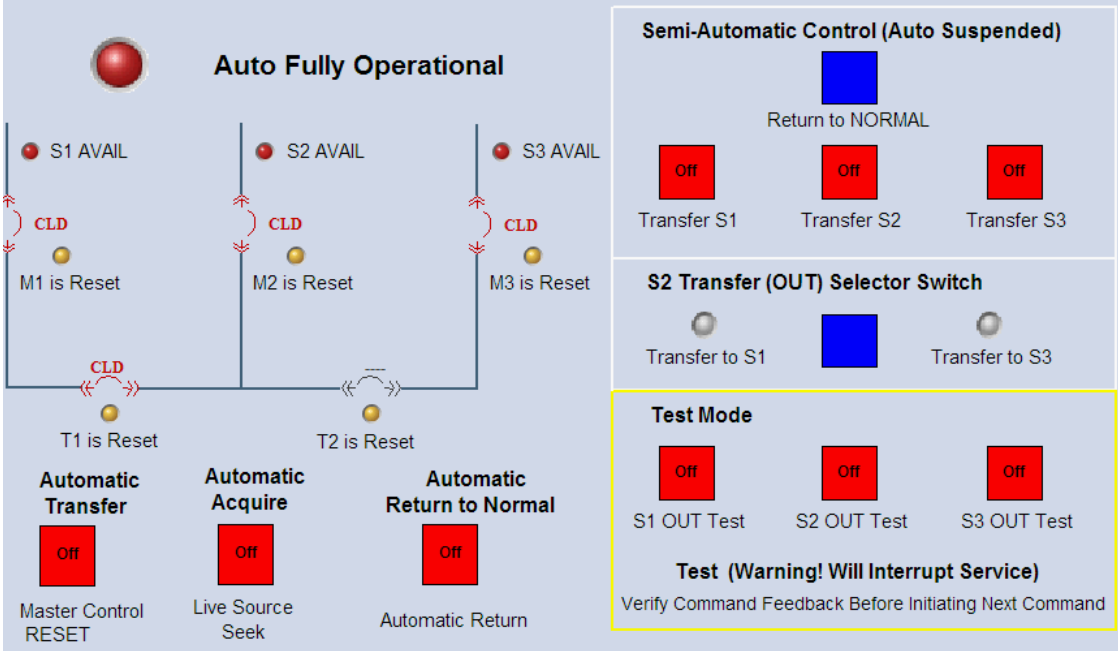 Auto Fully Operational
S1 AVAIL
S2 AVAIL
S3 AVAIL
CLD
CLD
CLD
M1 is Reset
M2 is Reset
M3 is Reset
CLD
T1 is Reset
T2 is Reset
Automatic
Transfer
Off
Master Control
RESET
Automatic
Acquire
Off
Live Source
Seek
Automatic
Return to Normal
Off
Automatic Return
Semi-Automatic Control (Auto Suspended)
Return to NORMAL
Off
Off
Off
Transfer S1
Transfer S2
Transfer S3
S2 Transfer (OUT) Selector Switch
Transfer to S1
Transfer to S3
Test Mode
Off
Off
Off
S1 OUT Test
S2 OUT Test
S3 OUT Test
Test (Warning! Will Interrupt Service)
Verify Command Feedback Before Initiating Next Command